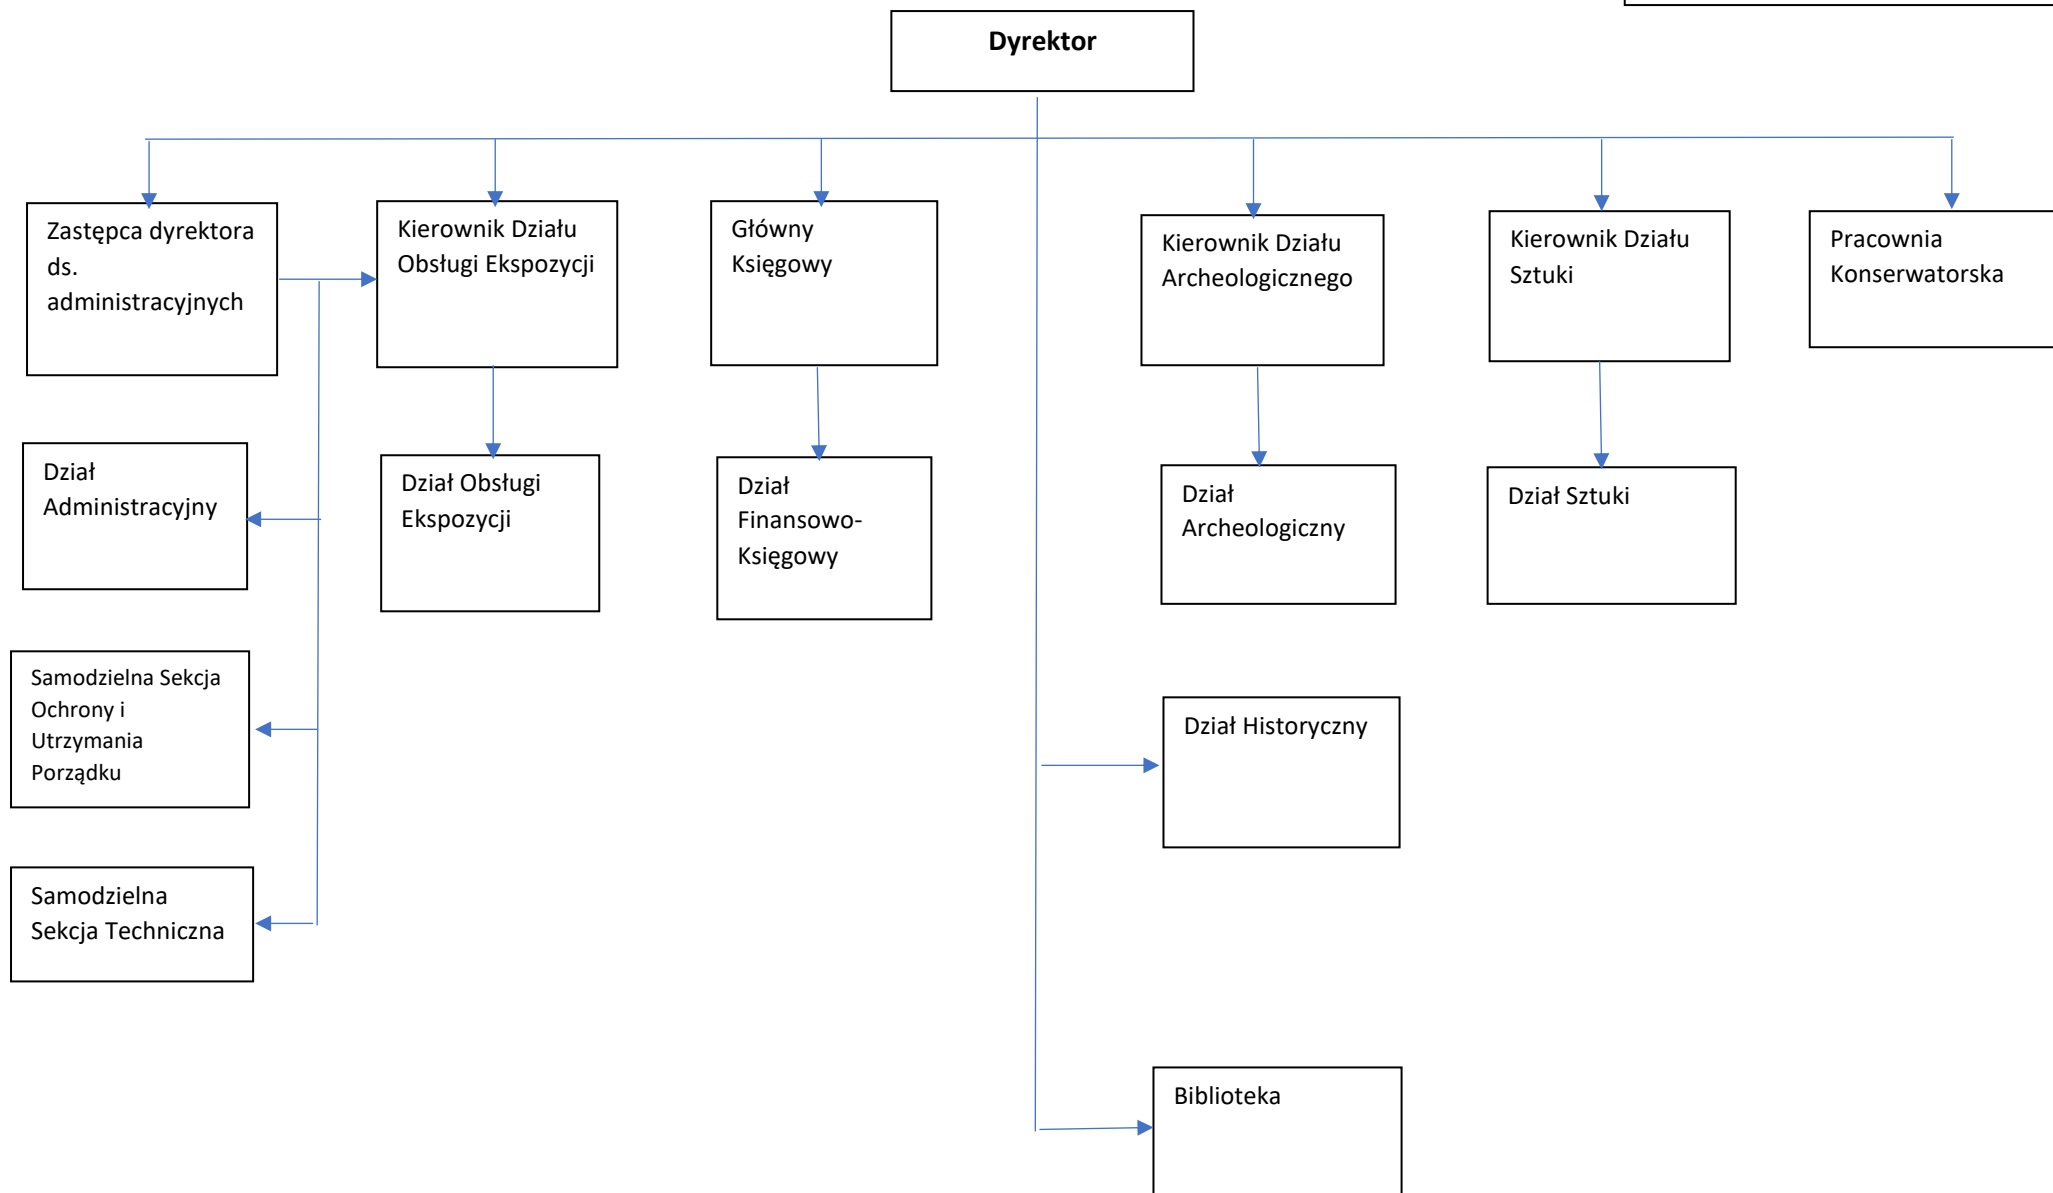 Dyrektor
Zastępca dyrektora
ds.
administracyjnych
Kierownik Działu
Obsługi Ekspozycji
Główny
Księgowy
Kierownik Działu
Archeologicznego
Kierownik Działu
Sztuki
Pracownia
Konserwatorska
Dział
Administracyjny
Dział Obsługi
Ekspozycji
Dział
Finansowo-
Księgowy
Dział
Archeologiczny
Dział Sztuki
Samodzielna Sekcja
Ochrony i
Utrzymania
Porządku
Dział Historyczny
Samodzielna
Sekcja Techniczna
Biblioteka